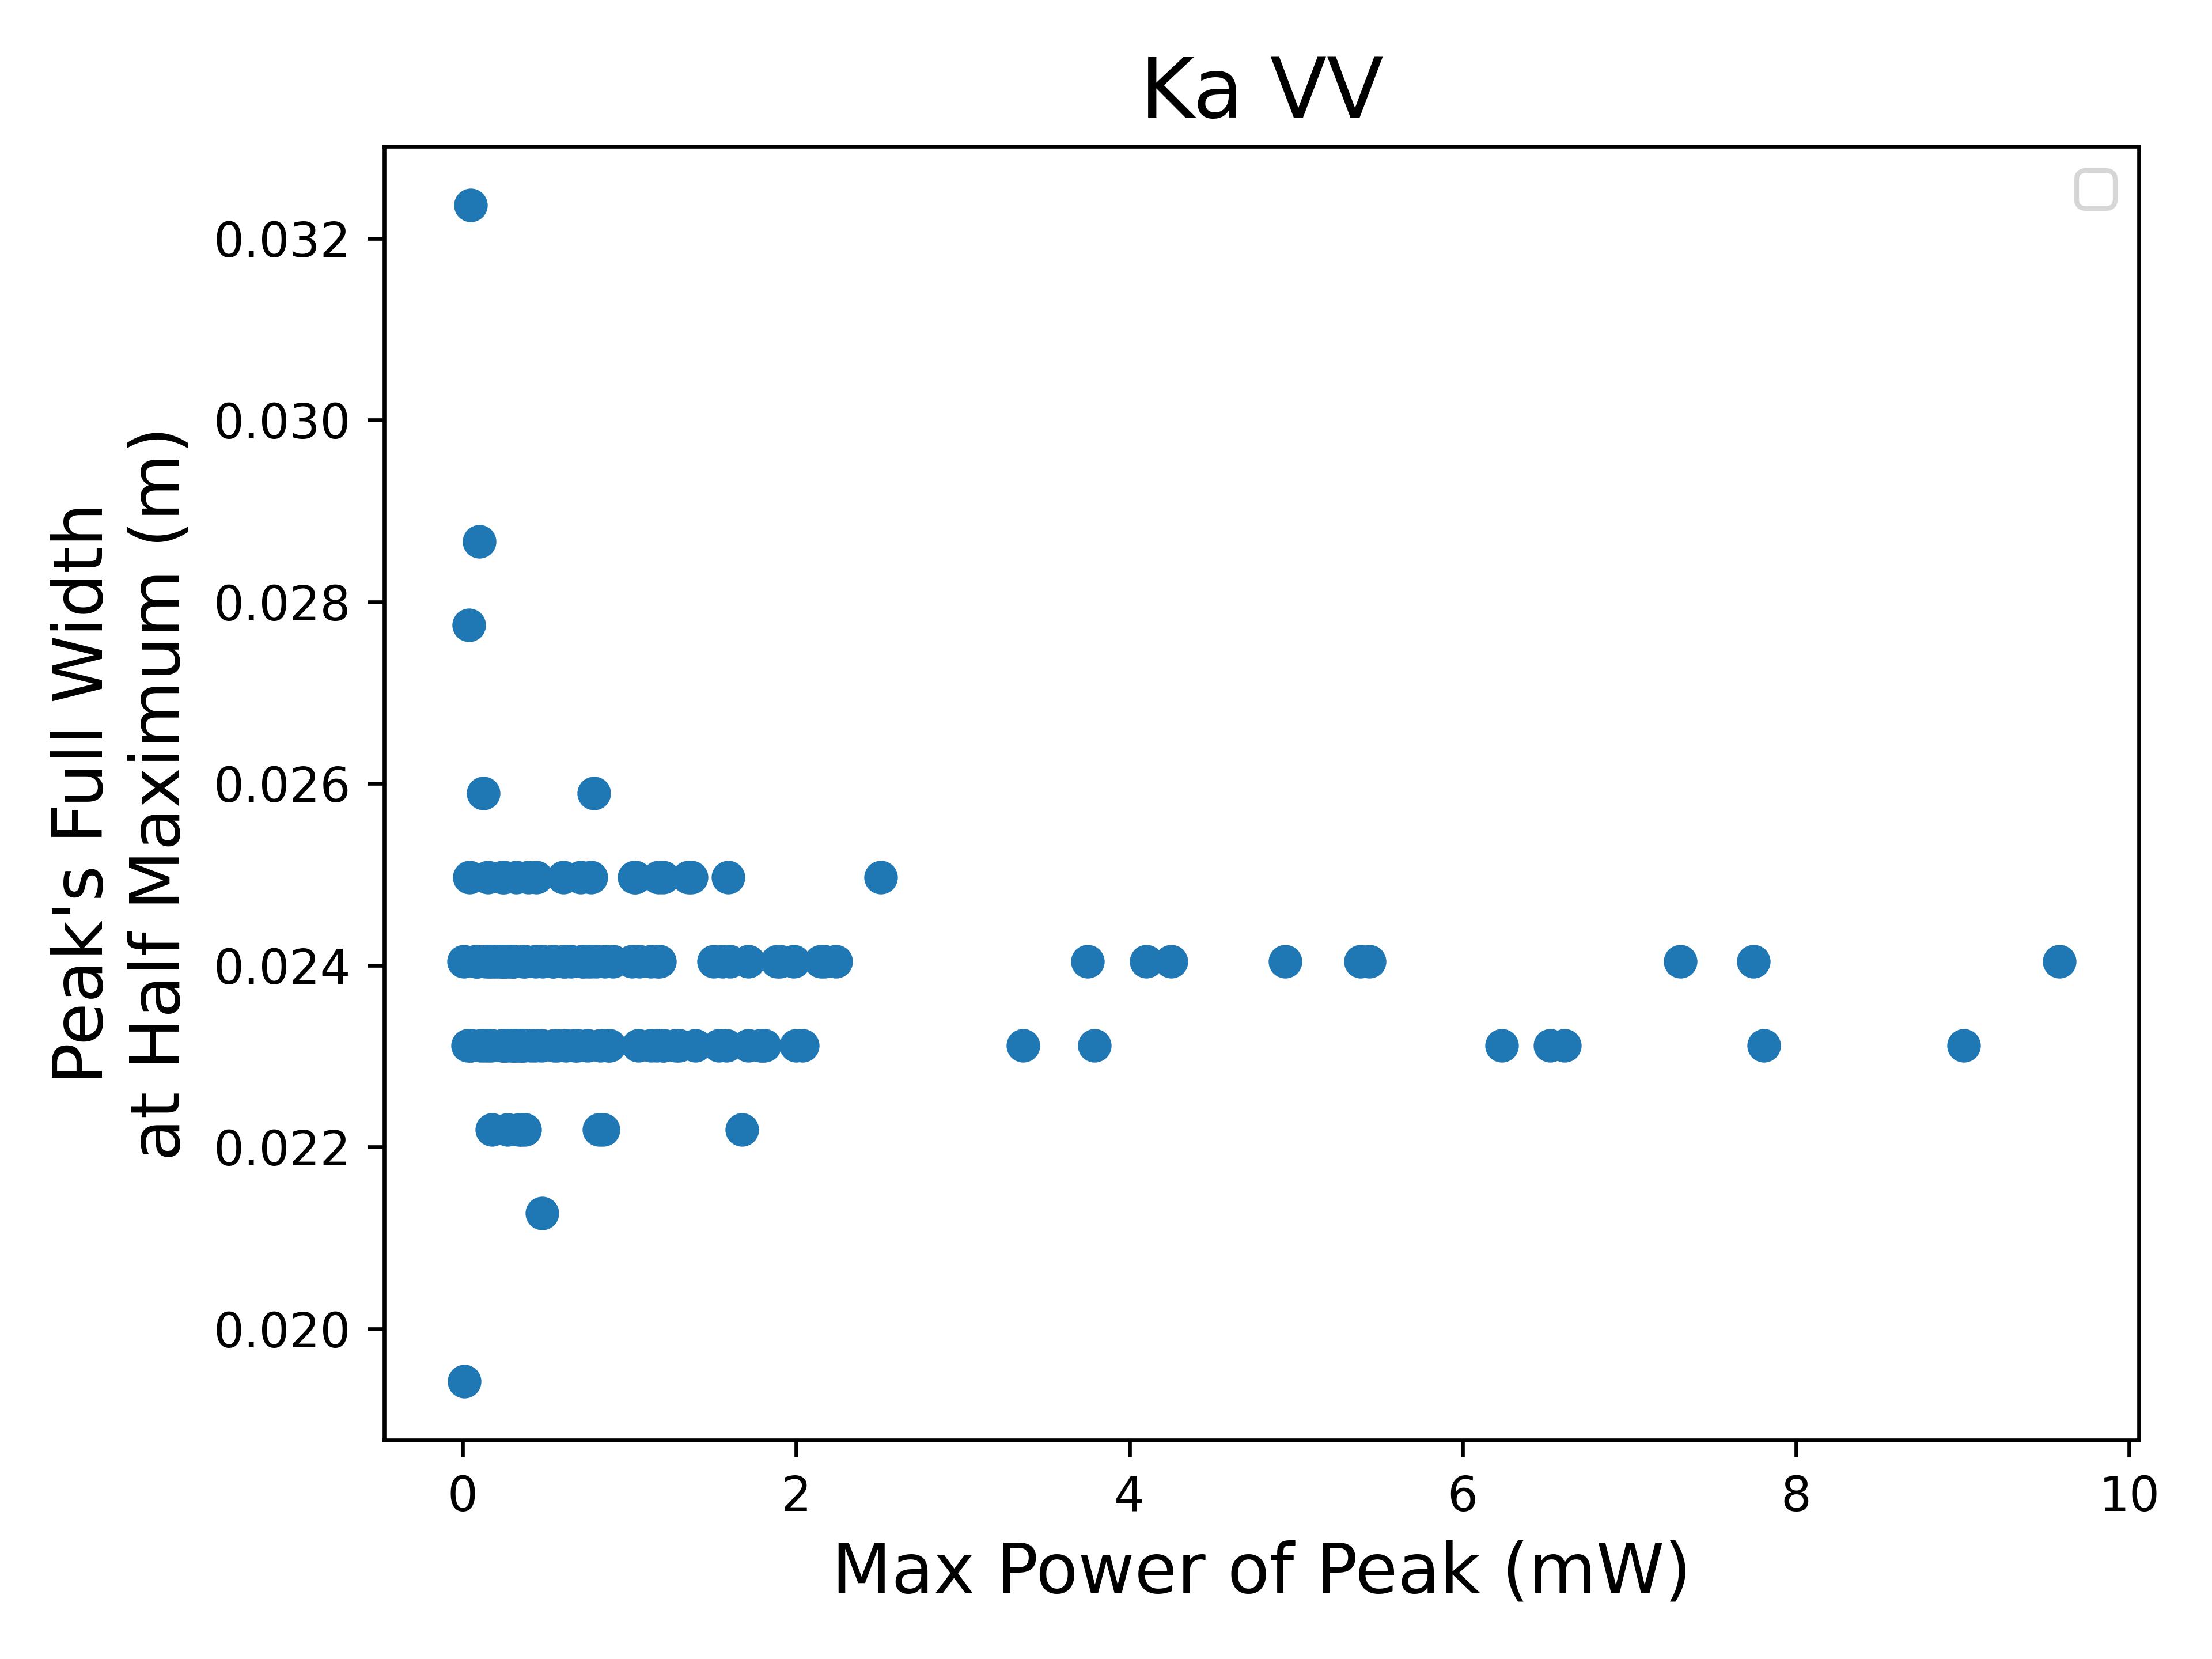 Ka VV
Peak's Full Width
at Half Maximum (m)
0.032
0.030
0.028
0.026
0.024
0.022
0.020
0 2 4 6 8 10
Max Power of Peak (mW)